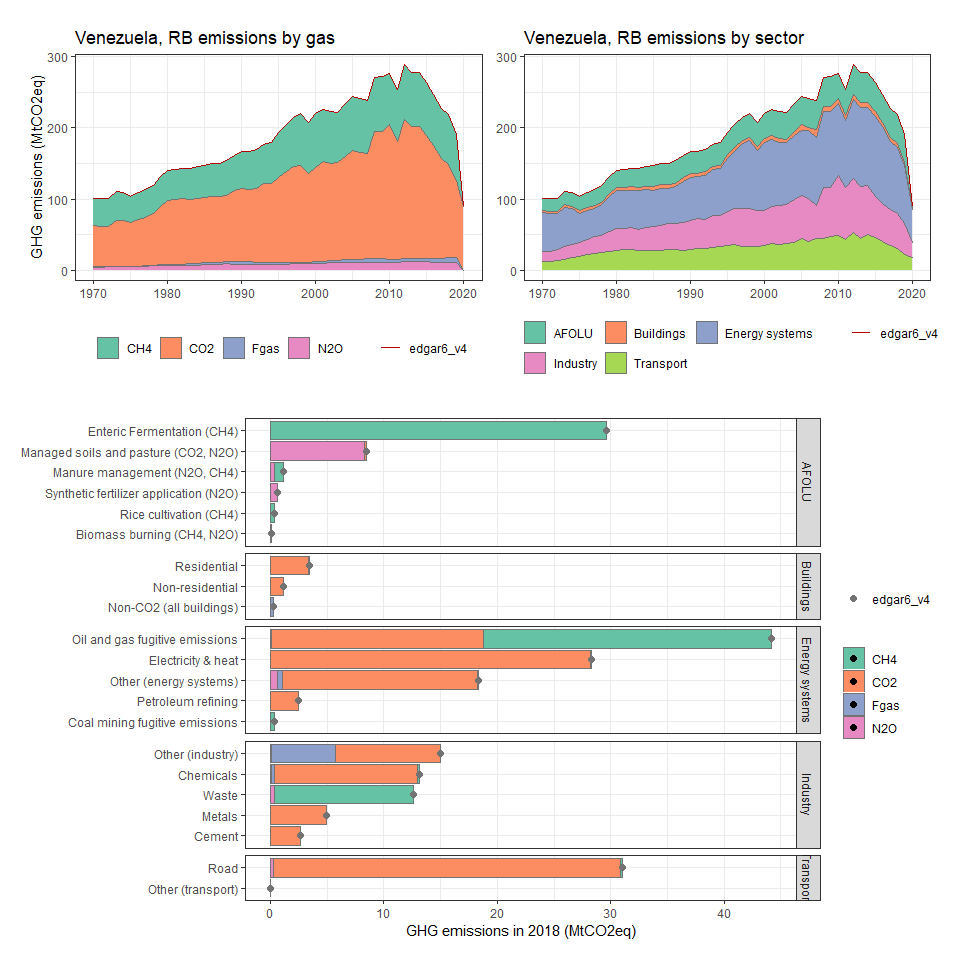 Venezuela, RB emissions by gas
GHG emissions (MtCO2eq)
300
200
100
0
1970
1980
1990
2000
2010
2020
CH4
CO2
Fgas
N2O
edgar6_v4
Venezuela, RB emissions by sector
300
200
100
0
1970
1980
1990
2000
2010
2020
AFOLU
Buildings
Energy systems
edgar6_v4
Industry
Transport
Enteric Fermentation (CH4)
Managed soils and pasture (CO2, N2O)
Manure management (N2O, CH4)
Synthetic fertilizer application (N2O)
Rice cultivation (CH4)
Biomass burning (CH4, N2O)
AFOLU
Residential
Non-residential
Non-CO2 (all buildings)
Buildings
Oil and gas fugitive emissions
Electricity & heat
Other (energy systems)
Petroleum refining
Coal mining fugitive emissions
Energy systems
Other (industry)
Chemicals
Waste
Metals
Cement
Industry
Road
Other (transport)
Transpor
0
10
20
30
40
GHG emissions in 2018 (MtCO2eq)
edgar6_v4
CH4
CO2
Fgas
N2O